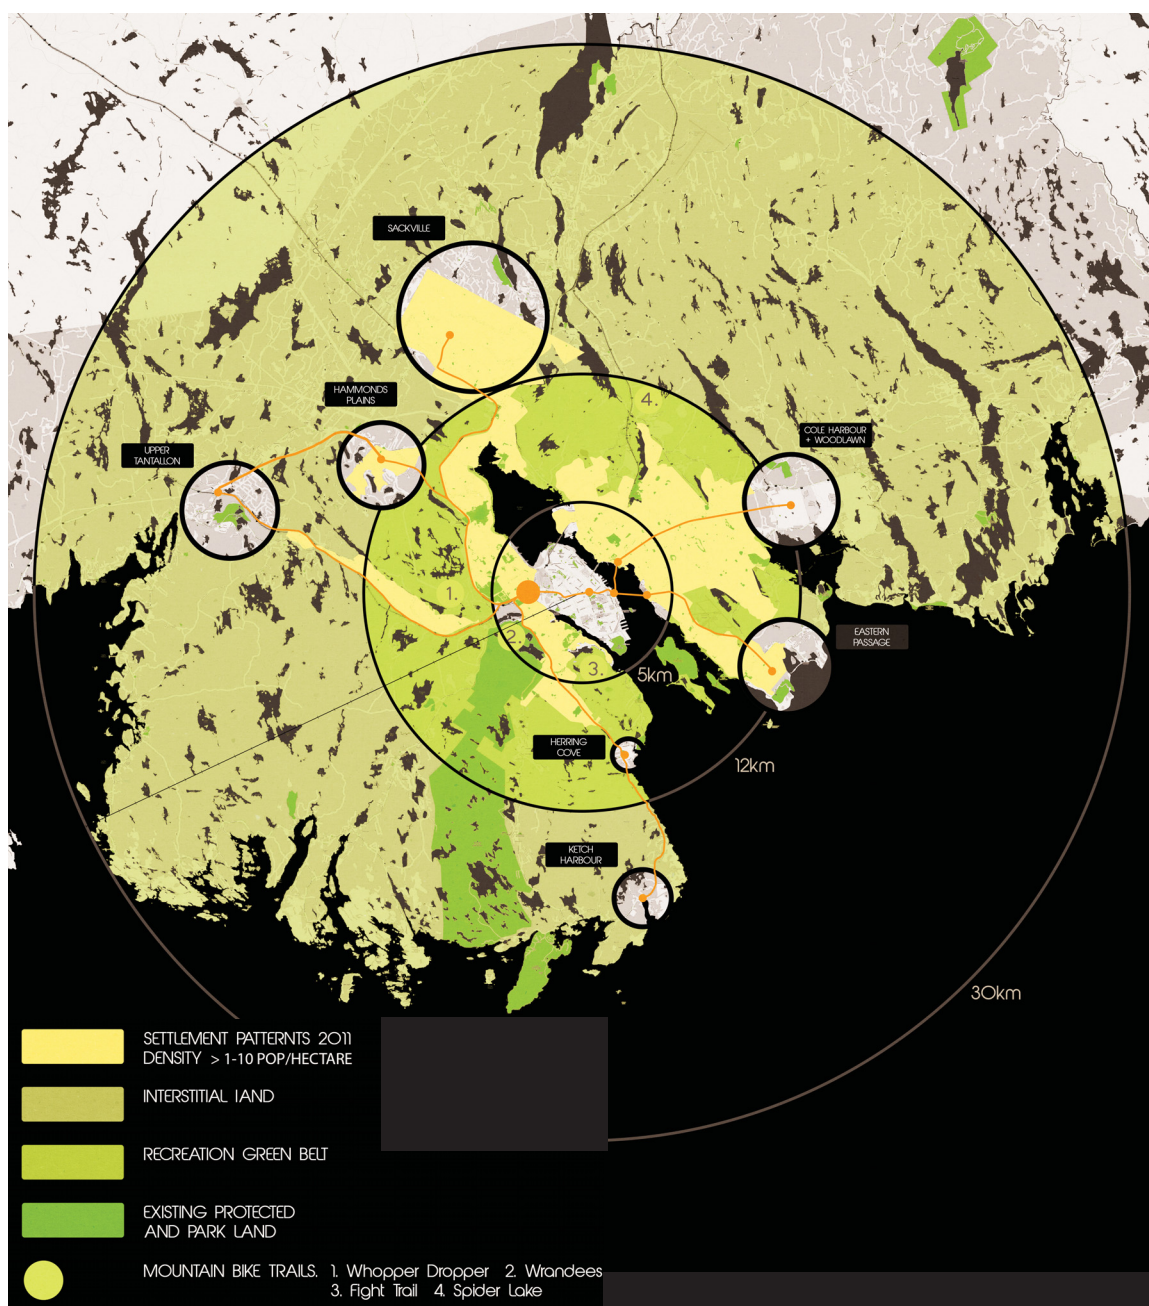 SACKVILLE
HAMMONDS
PLAINS
4.
COLE HARBOUR
+ WOODLAWN
UPPER
TANTALLON
1.
2.
EASTERN
PASSAGE
3.
5km
HERRING
COVE
12km
KETCH
HARBOUR
30km
SETTLEMENT PATTERNTS 2011
DENSITY > 1-10 POP/HECTARE
INTERSTITIAL lAND
RECREATION GREEN BELT
EXISTING PROTECTED
AND PARK LAND
MOUNTAIN BIKE TRAILS. 1. Whopper Dropper 2. Wrandees
3. Fight Trail 4. Spider Lake